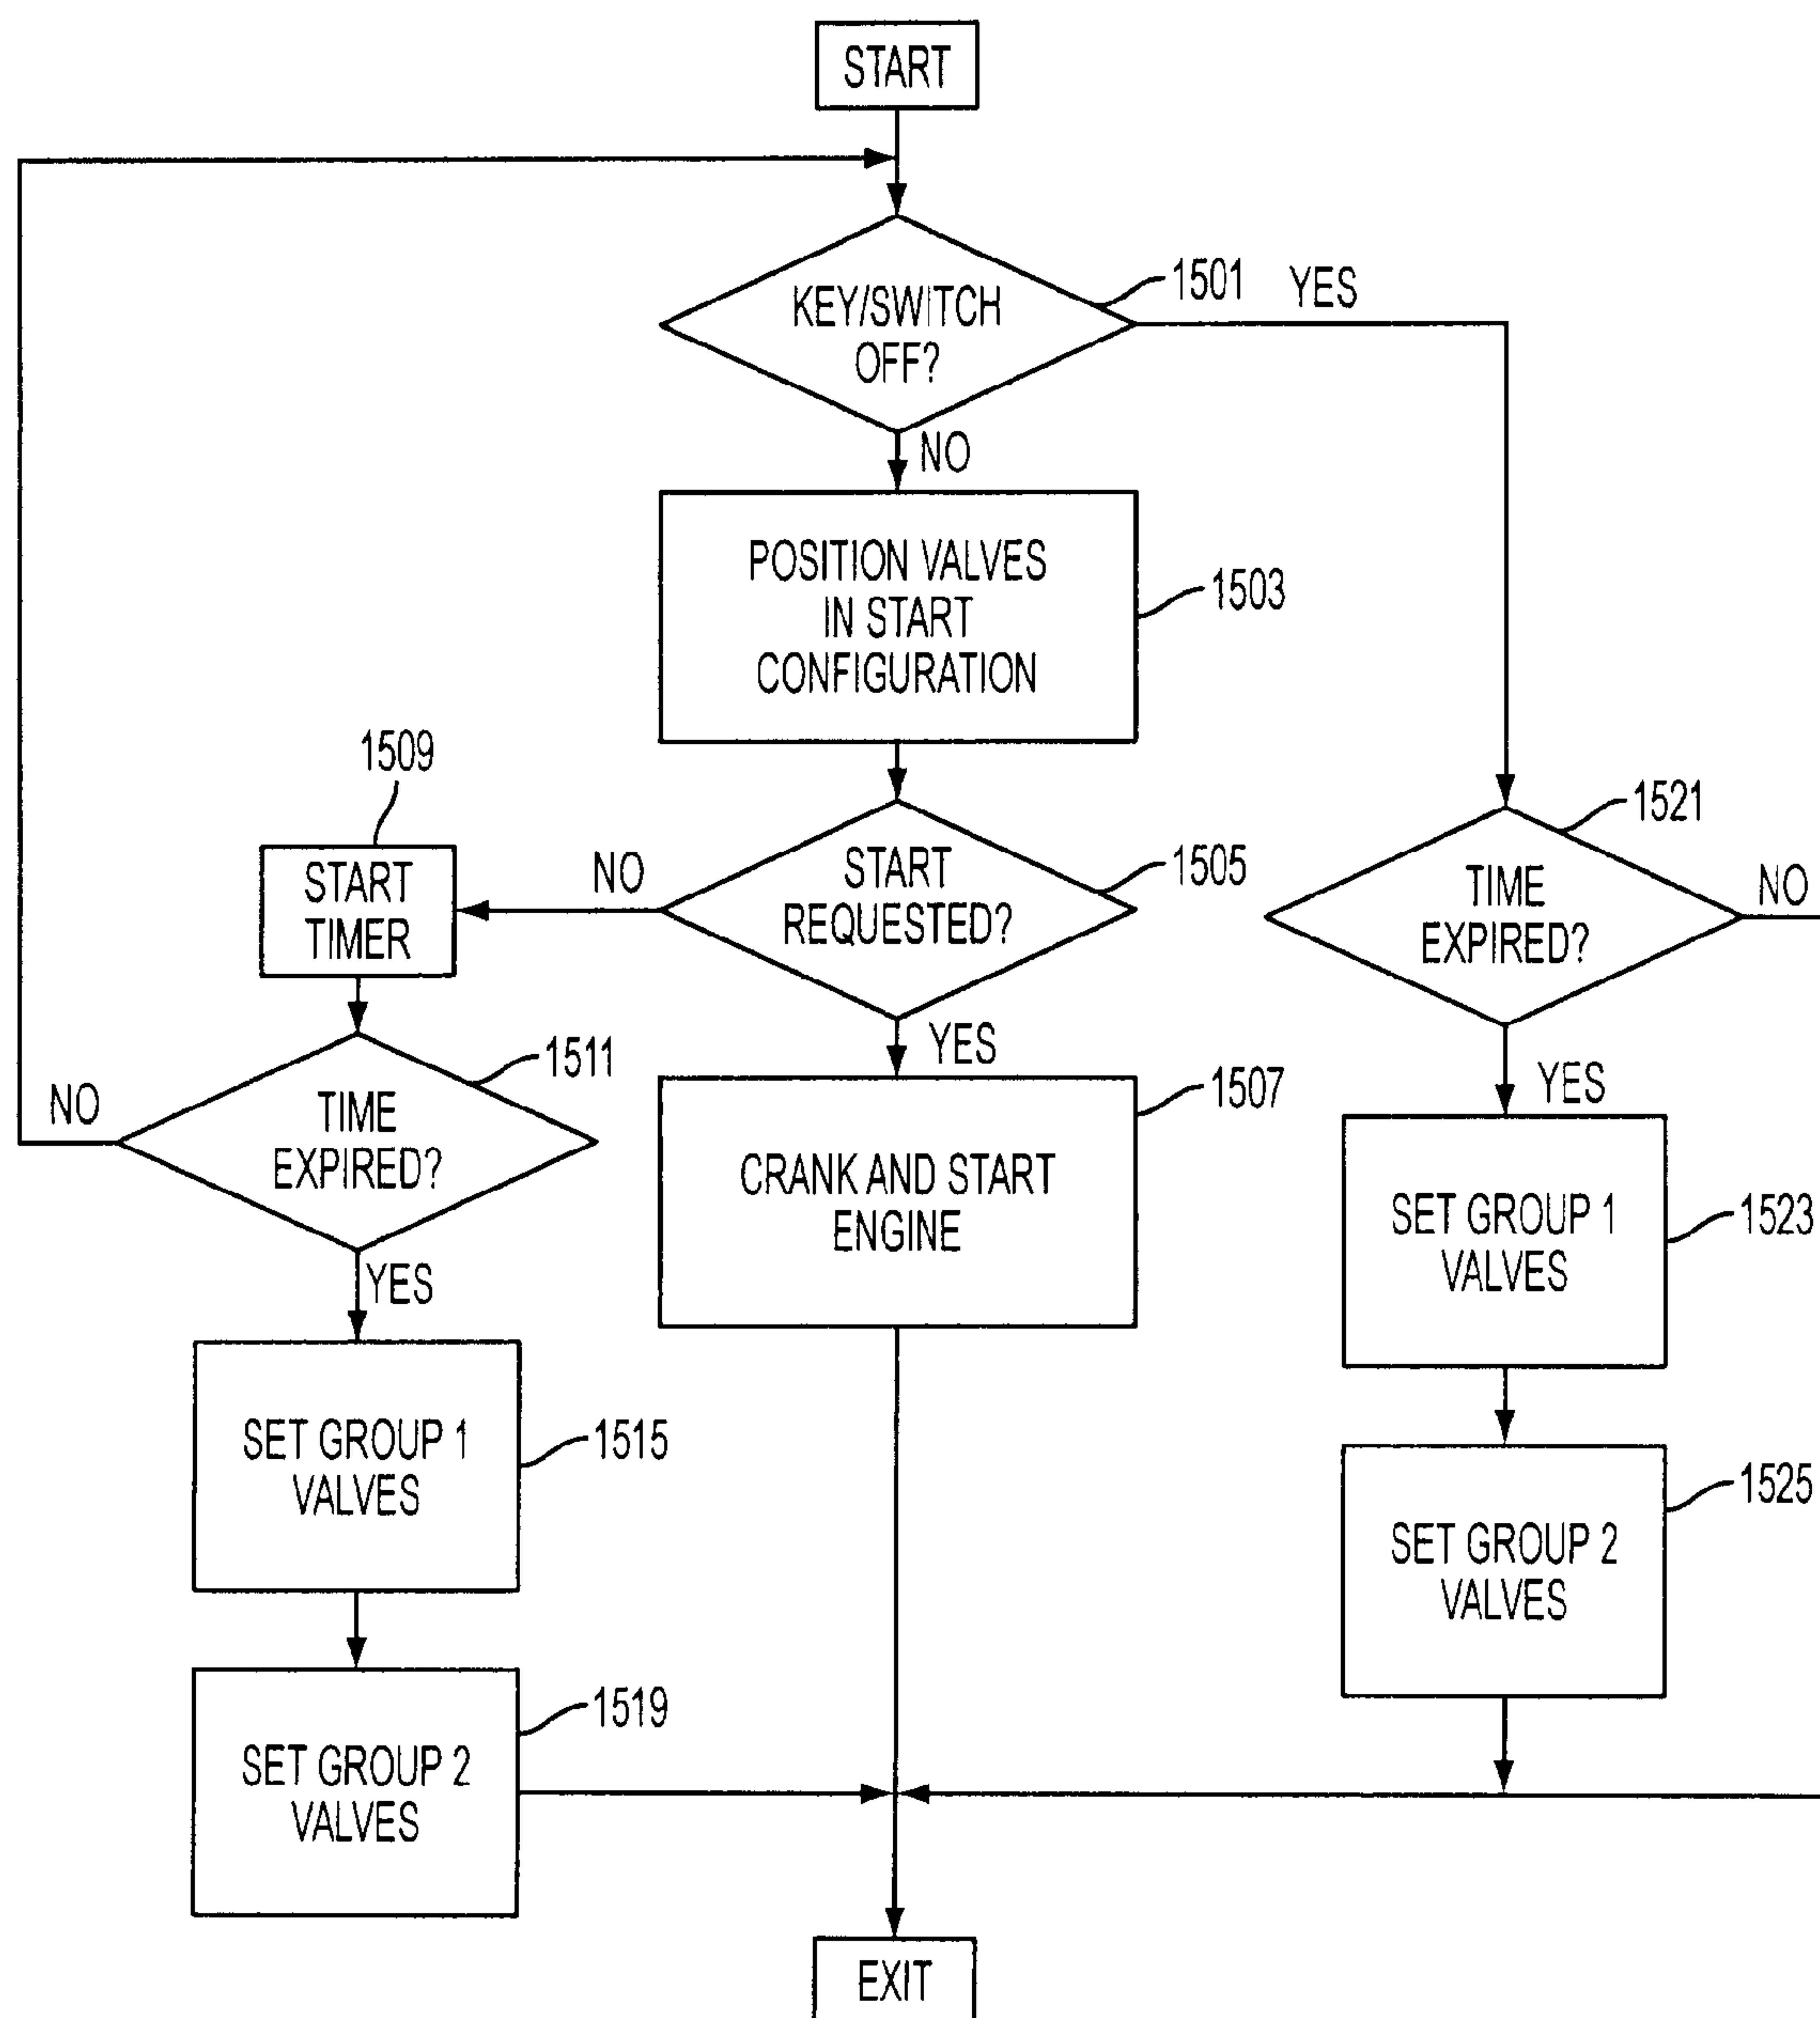 START
1501
YES
KEY/SWITCH
OFF?
NO
POSITION VALVES
IN START
CONFIGURATION
1503
1509
START
TIMER
NO
START
REQUESTED?
1505
1521
TIME
EXPIRED?
NO
NO
TIME
EXPIRED?
1511
YES
YES
CRANK AND START
ENGINE
1507
YES
SET GROUP 1
VALVES
1523
YES
SET GROUP 1
VALVES
1515
SET GROUP 2
VALVES
1525
SET GROUP 2
VALVES
1519
EXIT